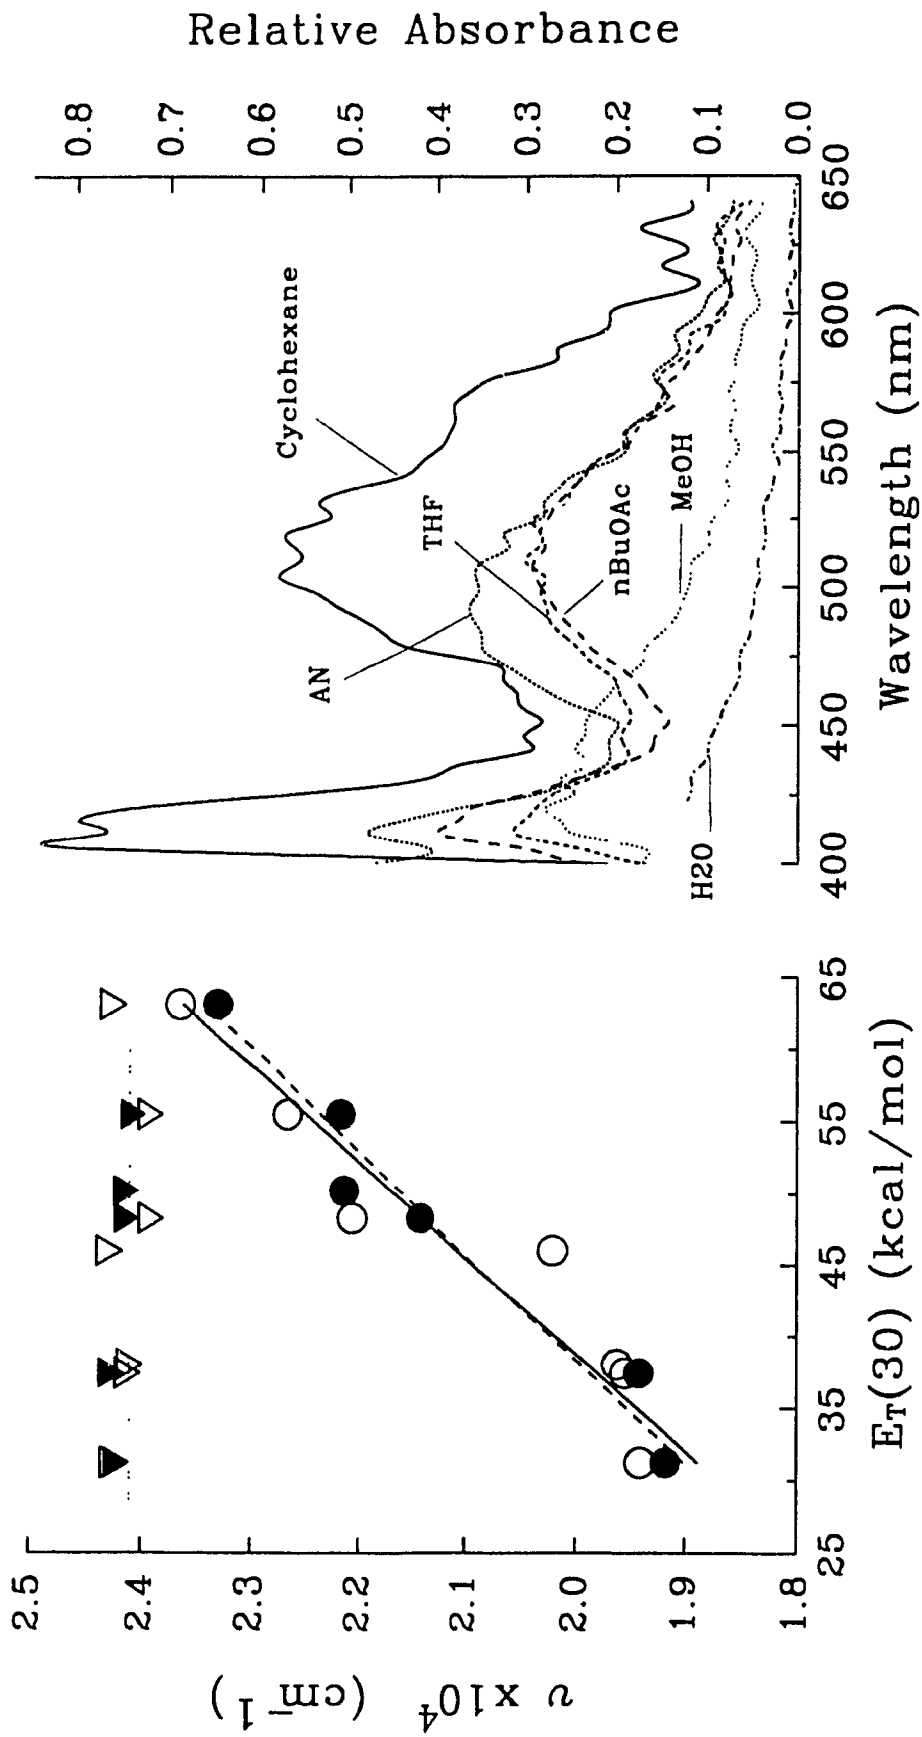 υ x10⁴ (cm⁻¹)
2.5
2.4
2.3
2.2
2.1
2.0
1.9
1.8
25
35
45
55
65
E_T(30) (kcal/mol)
Cyclohexane
AN
THF
nBuOAc
MeOH
H2O
400
450
500
550
600
650
Wavelength (nm)
0.8
0.7
0.6
0.5
0.4
0.3
0.2
0.1
0.0
Relative Absorbance